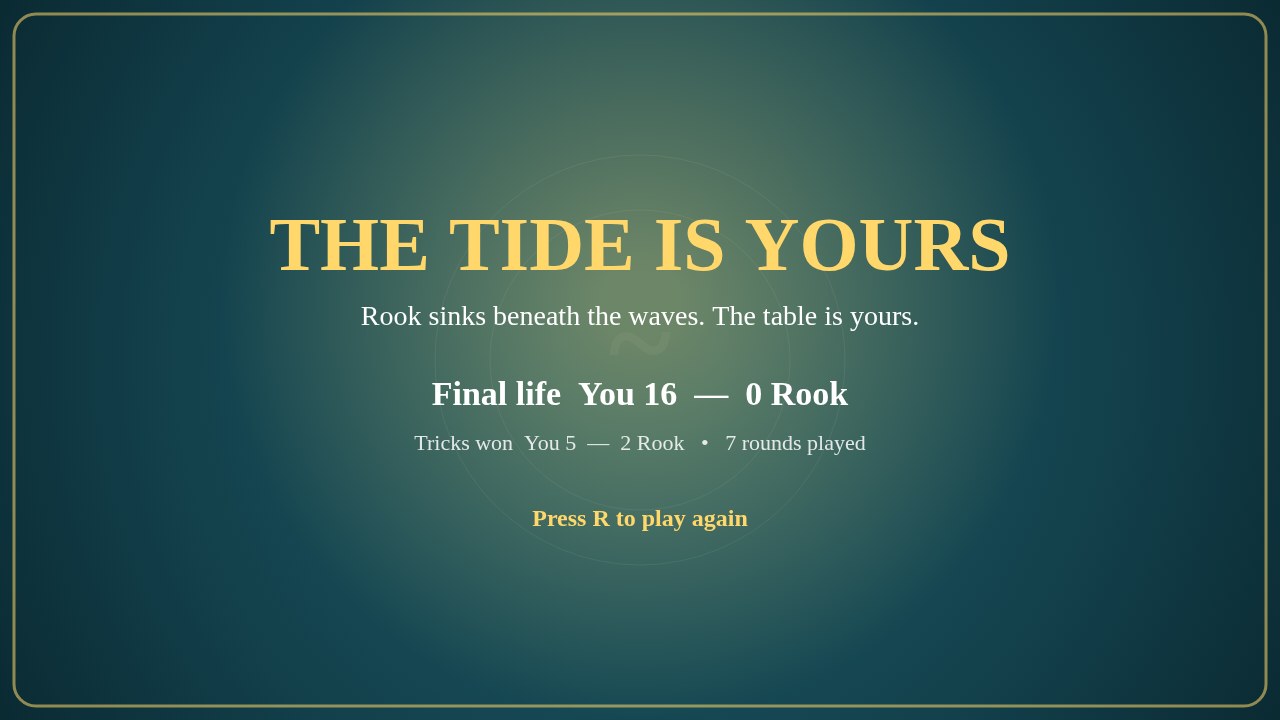 THE TIDE IS YOURS
Rook sinks beneath the waves. The table is yours.
~
Final life You 16 — 0 Rook
Tricks won You 5 — 2 Rook • 7 rounds played
Press R to play again